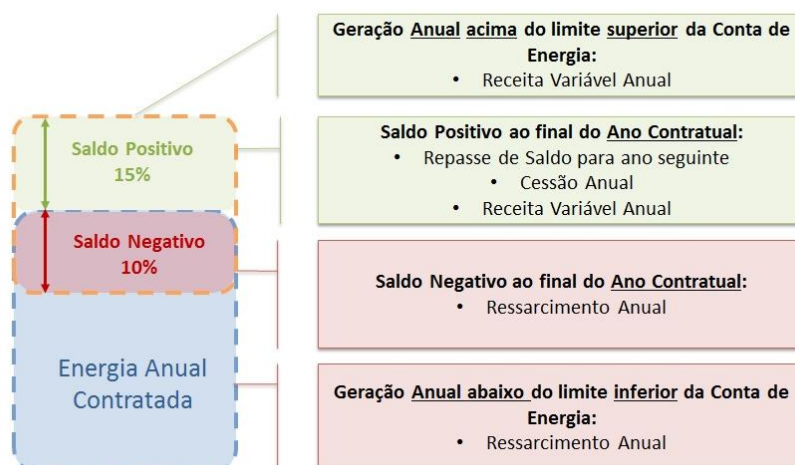 Geração Anual acima do limite superior da Conta de
Energia:
• Receita Variável Anual
Saldo Positivo
15%
Saldo Positivo ao final do Ano Contratual:
• Repasse de Saldo para ano seguinte
• Cessão Anual
• Receita Variável Anual
Saldo Negativo
10%
Saldo Negativo ao final do Ano Contratual:
• Ressarcimento Anual
Energia Anual
Contratada
Geração Anual abaixo do limite inferior da Conta de
Energia:
• Ressarcimento Anual